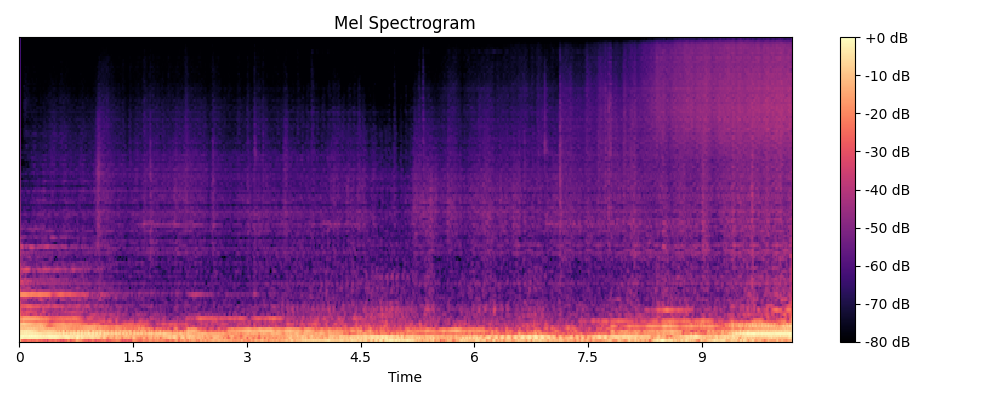 Mel Spectrogram
+0 dB
-10 dB
-20 dB
-30 dB
-40 dB
-50 dB
-60 dB
-70 dB
-80 dB
0 1.5 3 4.5 6 7.5 9
Time